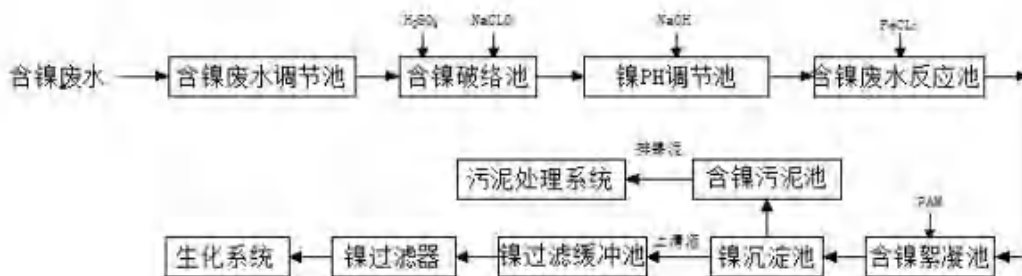 H₂SO₄ NaCLO NaOH
含镍废水 含镍废水调节池 含镍破络池 镍PH调节池 含镍废水反应池
污泥处理系统 含镍污泥池
PAM
生化系统 镍过滤器 镍过滤缓冲池 上清液 镍沉淀池 含镍絮凝池